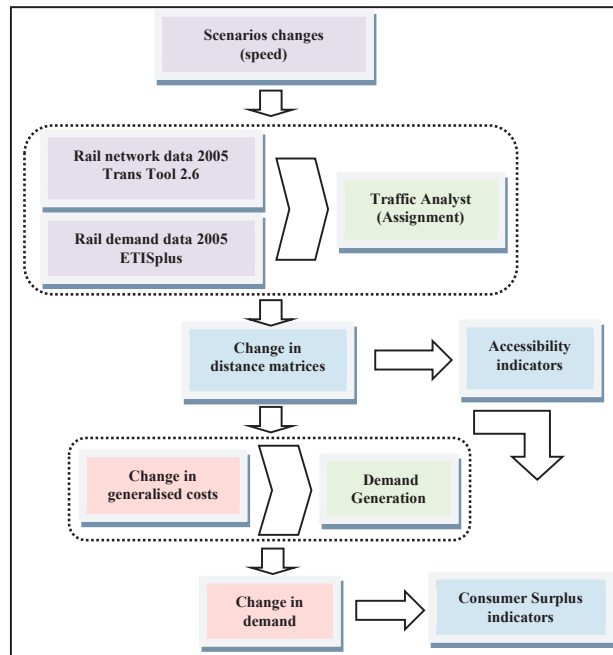 Scenarios changes
(speed)
Rail network data 2005
Trans Tool 2.6
Rail demand data 2005
ETISplus
Traffic Analyst
(Assignment)
Change in
distance matrices
Accessibility
indicators
Change in
generalised costs
Demand
Generation
Change in
demand
Consumer Surplus
indicators